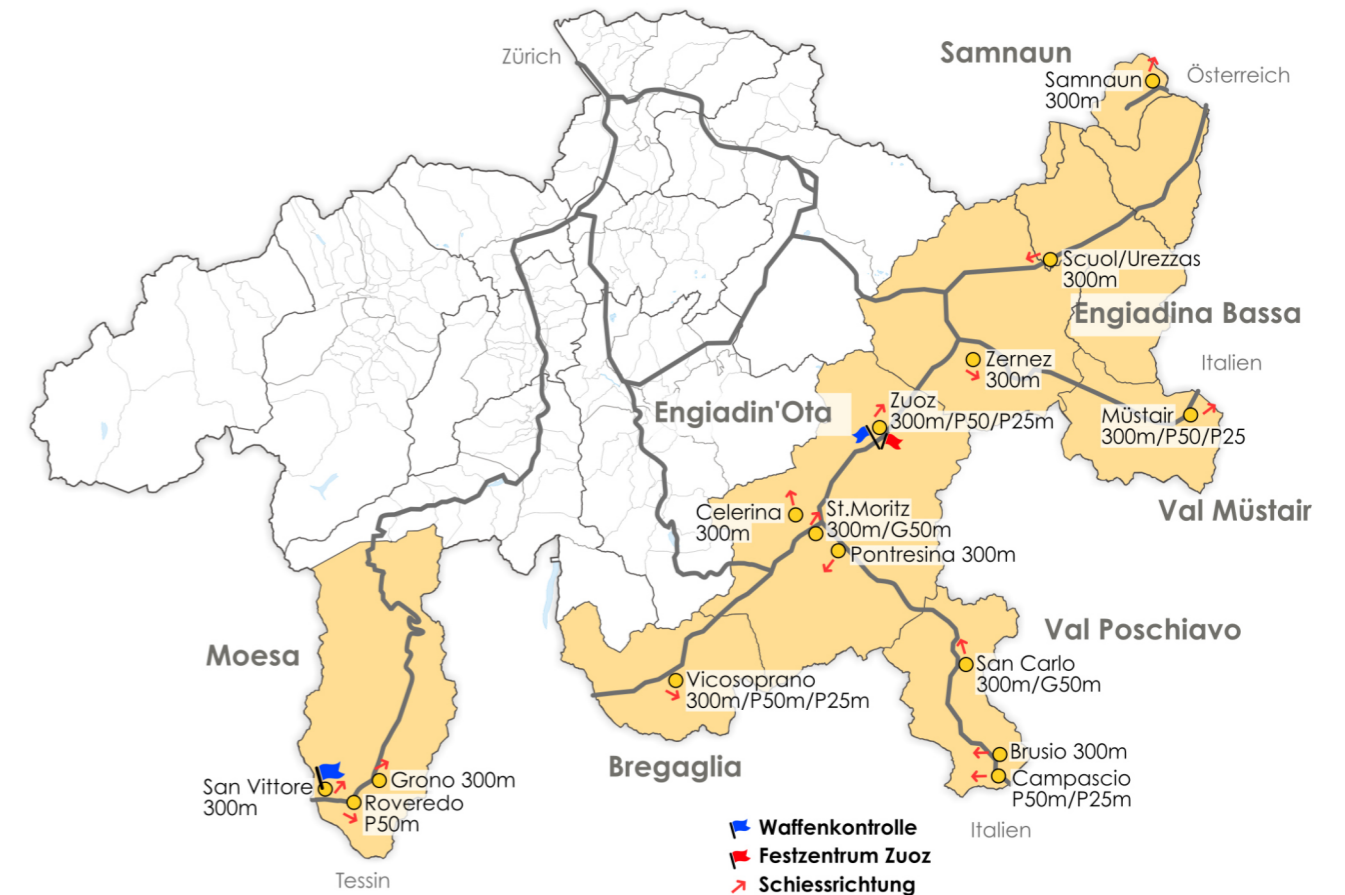 Zürich
Samnaun
Samnaun
300m
Österreich
Scuol/Urezzas
300m
Engiadina Bassa
Italien
Zernez
300m
Engiadin'Ota
Zuoz
300m/P50/P25m
Müstair
300m/P50/P25
Val Müstair
Celerina
300m
St.Moritz
300m/G50m
Pontresina 300m
Val Poschiavo
Moesa
San Carlo
300m/G50m
Vicosoprano
300m/P50m/P25m
Bregaglia
Brusio 300m
Campascio
P50m/P25m
Italien
San Vittore
300m
Grono 300m
Roveredo
P50m
Tessin
Waffenkontrolle
Festzentrum Zuoz
Schiessrichtung